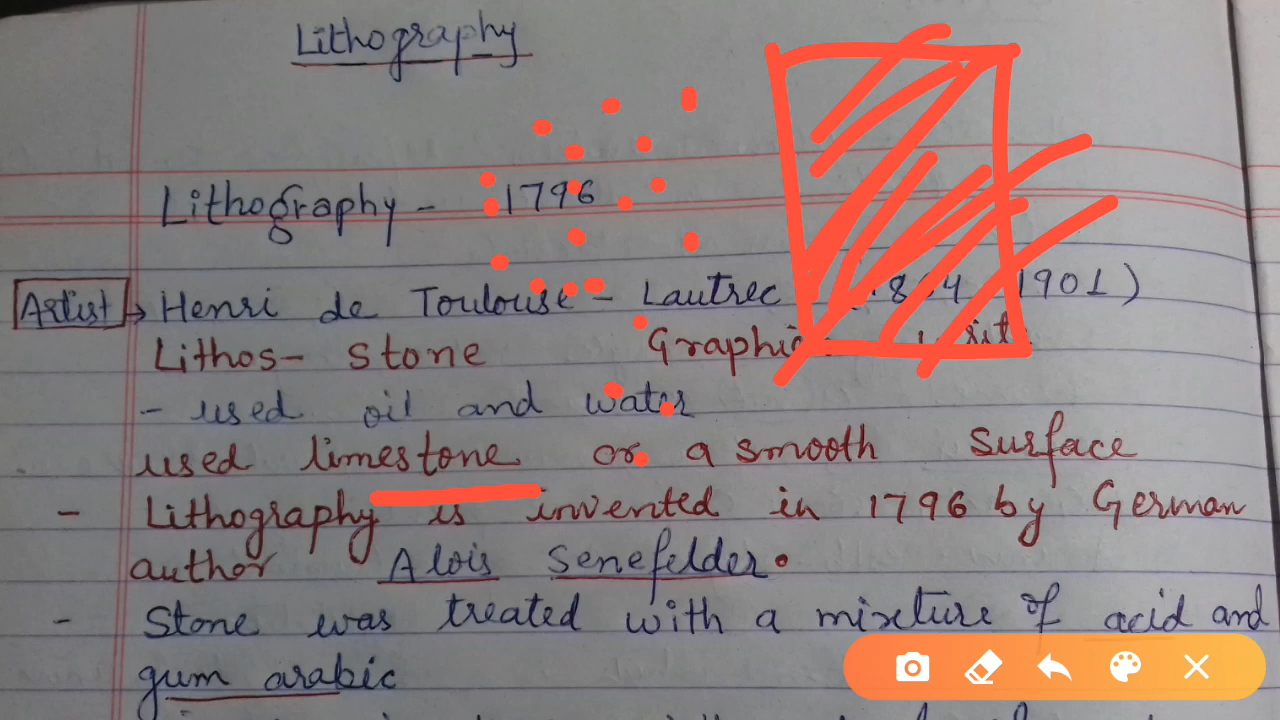 Lithography
Lithography - 1796
Artist → Henri de Toulouse - Lautrec 1901)
Lithos - stone
- used oil and water
used limestone or a smooth surface
- Lithography is invented in 1796 by German
author Alois Senefelder.
- Stone was treated with a mixture of acid and
gum arabic